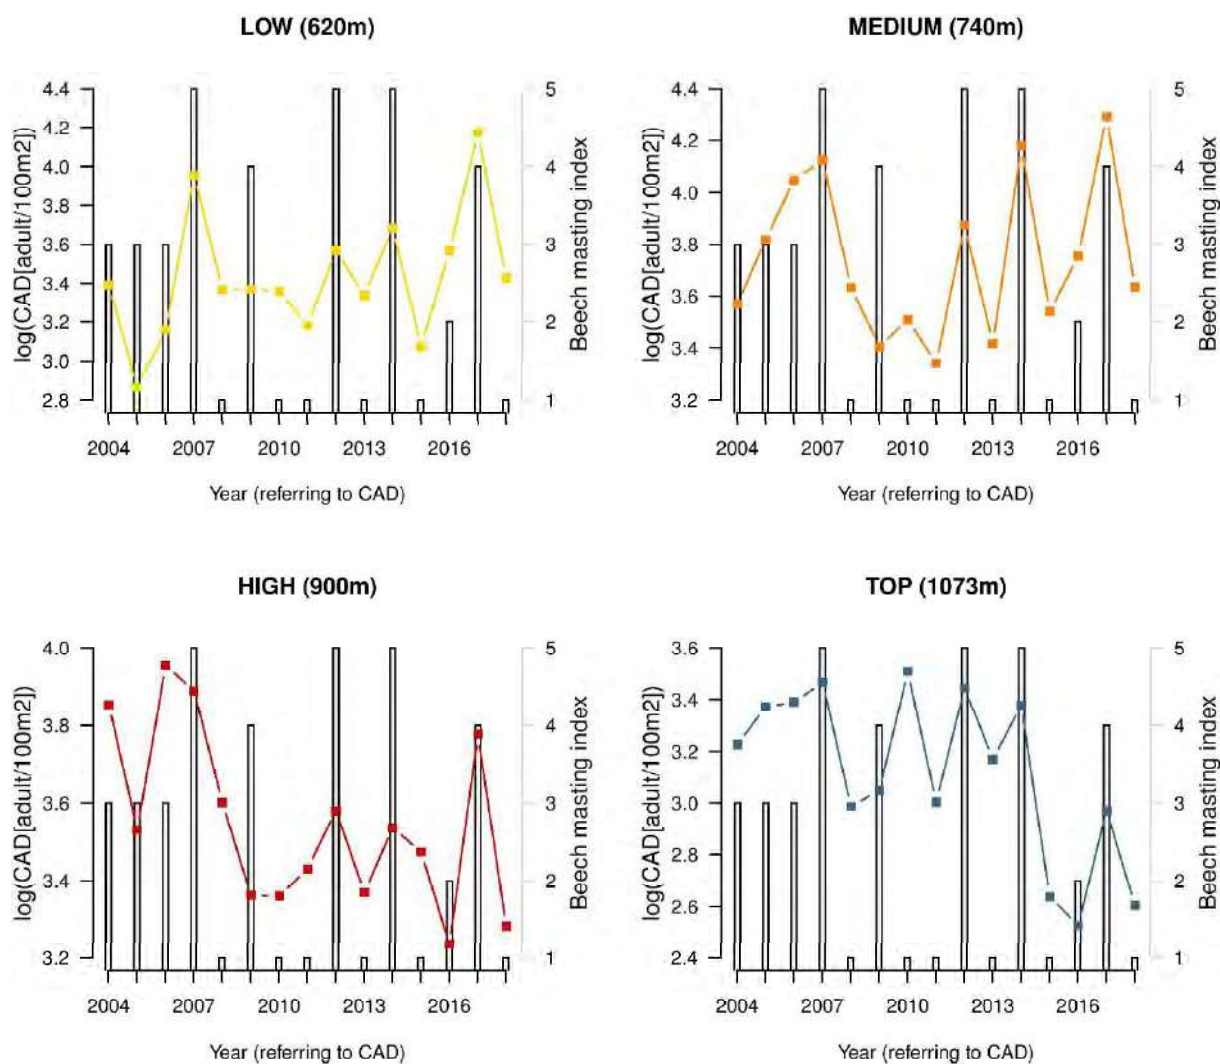 LOW (620m)
MEDIUM (740m)
log(CAD[adult/100m2])
4.4
4.2
4.0
3.8
3.6
3.4
3.2
3.0
2.8
5
4
3
2
1
Beech masting index
2004 2007 2010 2013 2016
Year (referring to CAD)
log(CAD[adult/100m2])
4.4
4.2
4.0
3.8
3.6
3.4
3.2
5
4
3
2
1
Beech masting index
2004 2007 2010 2013 2016
Year (referring to CAD)
HIGH (900m)
TOP (1073m)
log(CAD[adult/100m2])
4.0
3.8
3.6
3.4
3.2
5
4
3
2
1
Beech masting index
2004 2007 2010 2013 2016
Year (referring to CAD)
log(CAD[adult/100m2])
3.6
3.4
3.2
3.0
2.8
2.6
2.4
5
4
3
2
1
Beech masting index
2004 2007 2010 2013 2016
Year (referring to CAD)